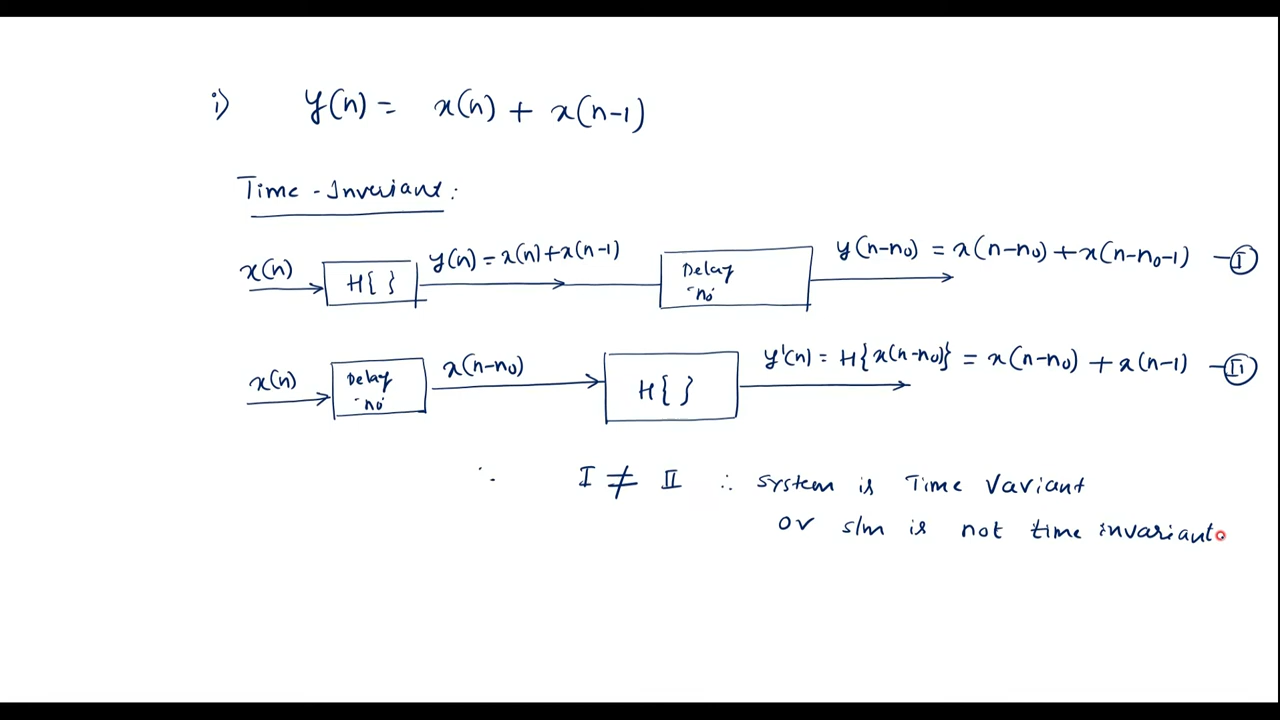 i) y(n) = x(n) + x(n-1)
Time - Invariant :
x(n) H{ } y(n) = x(n) + x(n-1) Delay 'n₀' y(n-n₀) = x(n-n₀) + x(n-n₀-1) - Ⓘ
x(n) Delay 'n₀' x(n-n₀) H{ } y'(n) = H{x(n-n₀)} = x(n-n₀) + x(n-1) - Ⅱ
∵ I ≠ II ∴ system is Time Variant
or s/m is not time invariant